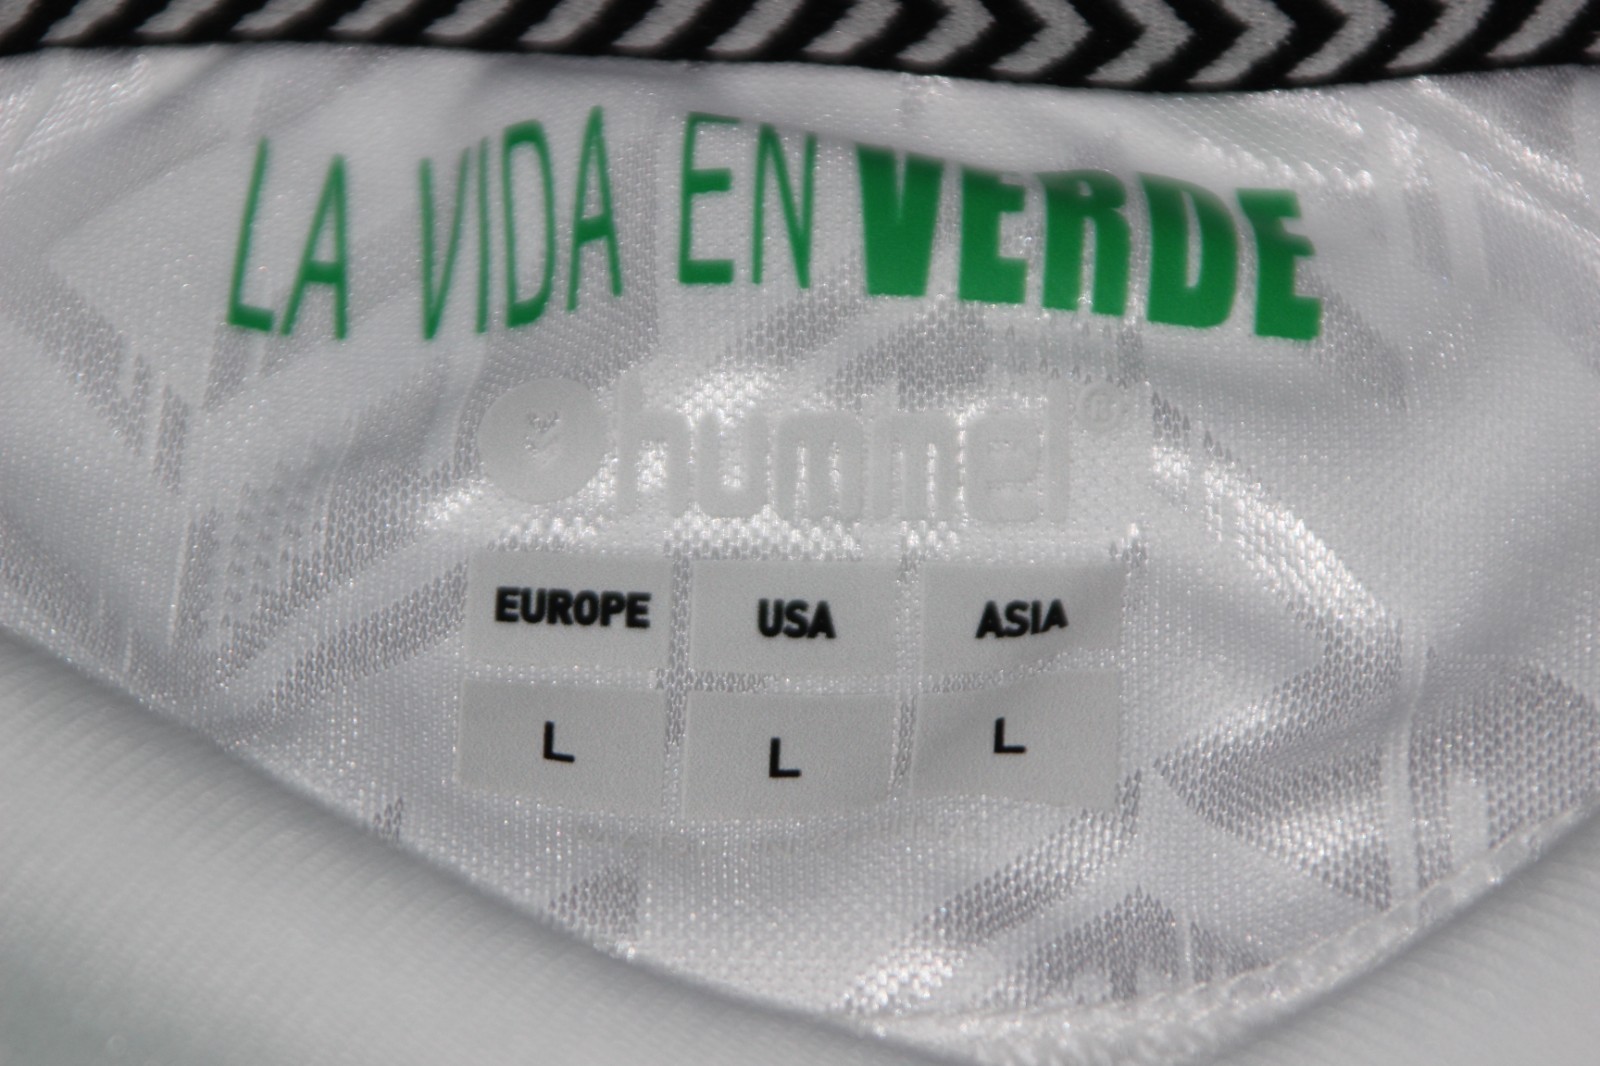 LA VIDA EN VERDE
hummel®
EUROPE USA ASIA
L L L